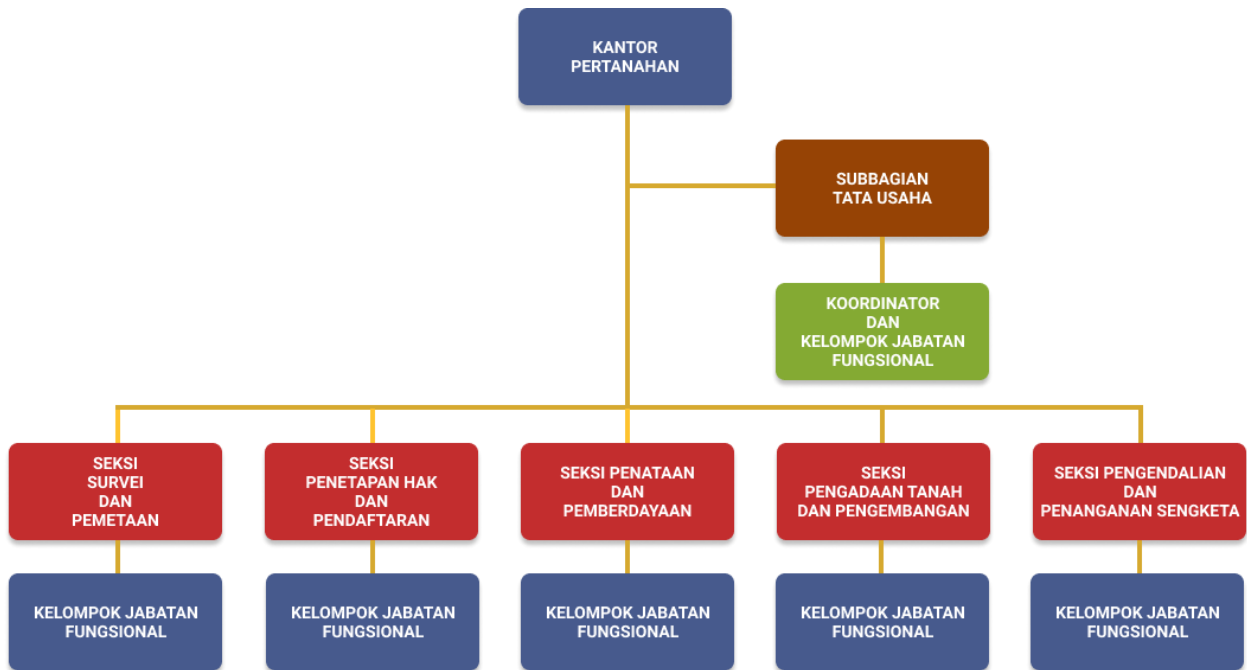 KANTOR
PERTANAHAN
SUBBAGIAN
TATA USAHA
KOORDINATOR
DAN
KELOMPOK JABATAN
FUNGSIONAL
SEKSI
SURVEI
DAN
PEMETAAN
SEKSI
PENETAPAN HAK
DAN
PENDAFTARAN
SEKSI PENATAAN
DAN
PEMBERDAYAAN
SEKSI
PENGADAAN TANAH
DAN PENGEMBANGAN
SEKSI PENGENDALIAN
DAN
PENANGANAN SENGKETA
KELOMPOK JABATAN
FUNGSIONAL
KELOMPOK JABATAN
FUNGSIONAL
KELOMPOK JABATAN
FUNGSIONAL
KELOMPOK JABATAN
FUNGSIONAL
KELOMPOK JABATAN
FUNGSIONAL